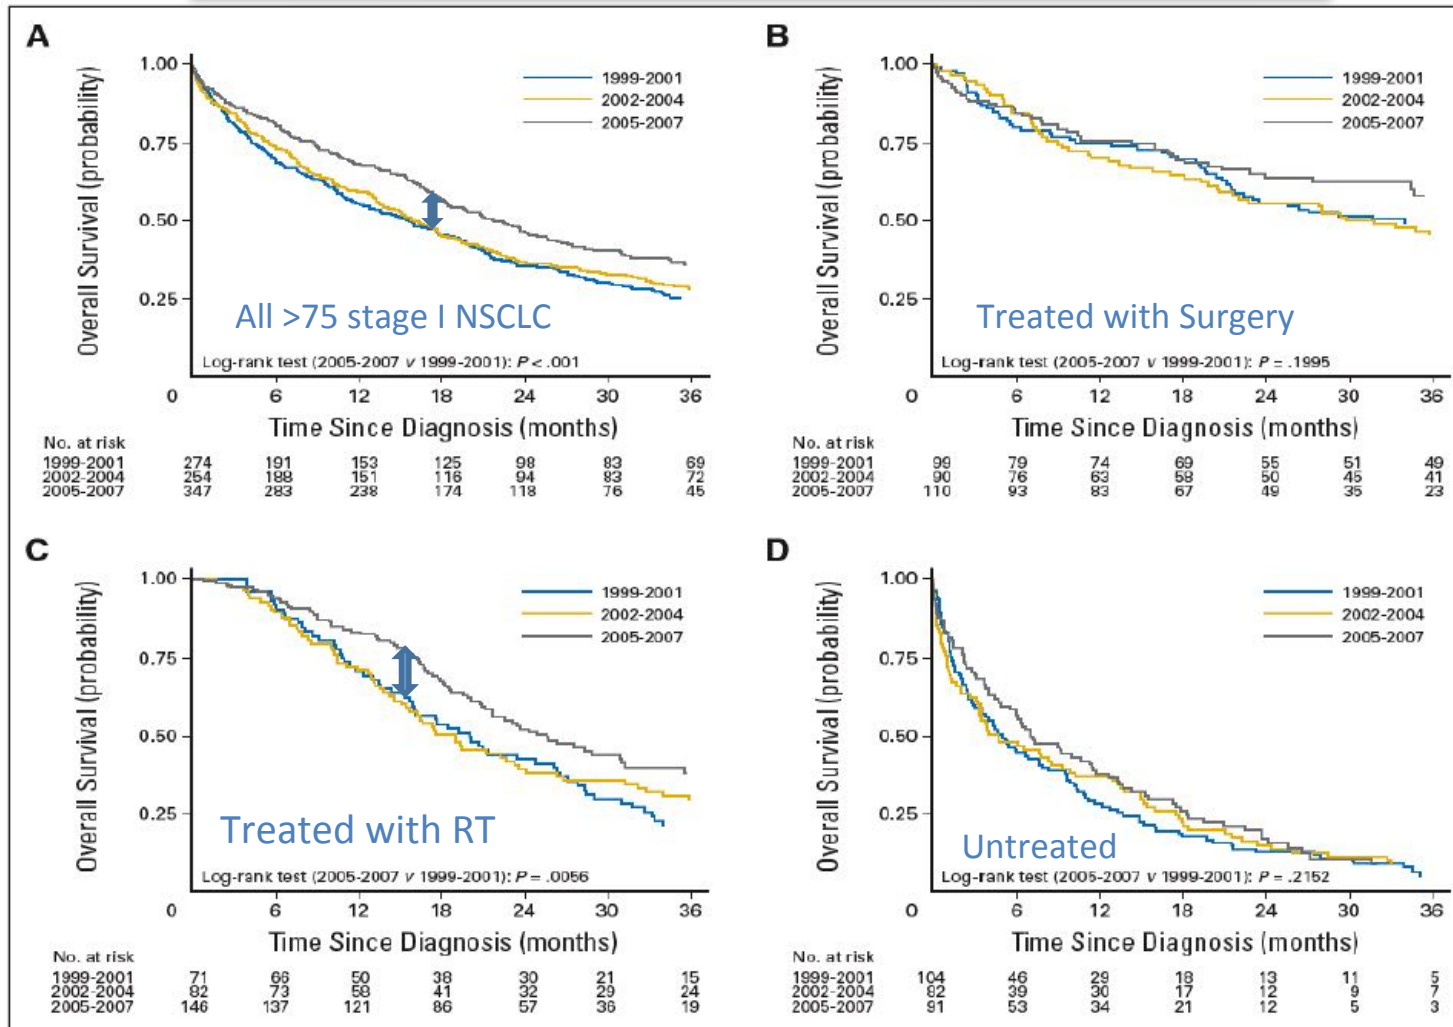 A
Overall Survival (probability)
1.00
0.75
0.50
0.25
1999-2001
2002-2004
2005-2007
All >75 stage I NSCLC
Log-rank test (2005-2007 v 1999-2001): P < .001
0 6 12 18 24 30 36
Time Since Diagnosis (months)
No. at risk
1999-2001 274 191 153 125 98 83 69
2002-2004 254 188 151 116 94 83 72
2005-2007 347 283 238 174 118 76 45
B
Overall Survival (probability)
1.00
0.75
0.50
0.25
1999-2001
2002-2004
2005-2007
Treated with Surgery
Log-rank test (2005-2007 v 1999-2001): P = .1995
0 6 12 18 24 30 36
Time Since Diagnosis (months)
No. at risk
1999-2001 99 79 74 69 55 51 49
2002-2004 90 76 63 58 50 45 41
2005-2007 110 93 83 67 49 35 23
C
Overall Survival (probability)
1.00
0.75
0.50
0.25
1999-2001
2002-2004
2005-2007
Treated with RT
Log-rank test (2005-2007 v 1999-2001): P = .0056
0 6 12 18 24 30 36
Time Since Diagnosis (months)
No. at risk
1999-2001 71 66 50 38 30 21 15
2002-2004 82 73 58 41 32 29 24
2005-2007 146 137 121 86 57 36 19
D
Overall Survival (probability)
1.00
0.75
0.50
0.25
1999-2001
2002-2004
2005-2007
Untreated
Log-rank test (2005-2007 v 1999-2001): P = .2152
0 6 12 18 24 30 36
Time Since Diagnosis (months)
No. at risk
1999-2001 104 46 29 18 13 11 5
2002-2004 82 39 30 17 12 9 7
2005-2007 91 53 34 21 12 5 3